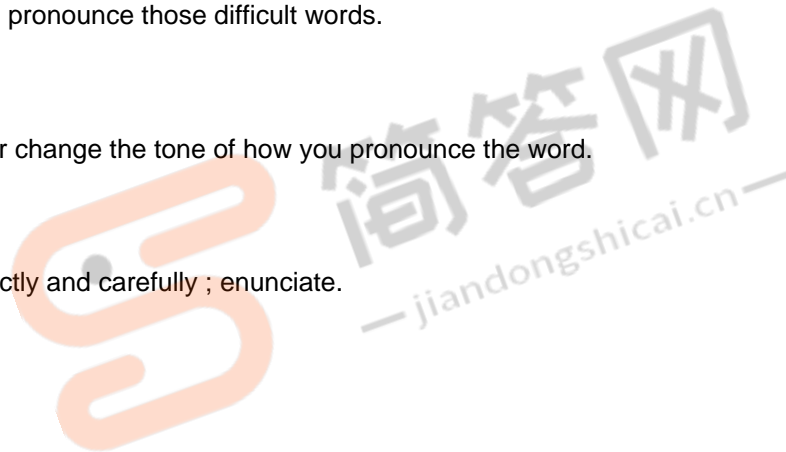 pronounce those difficult words.
r change the tone of how you pronounce the word.
ctly and carefully ; enunciate.
简答网
jiandongshicai.cn